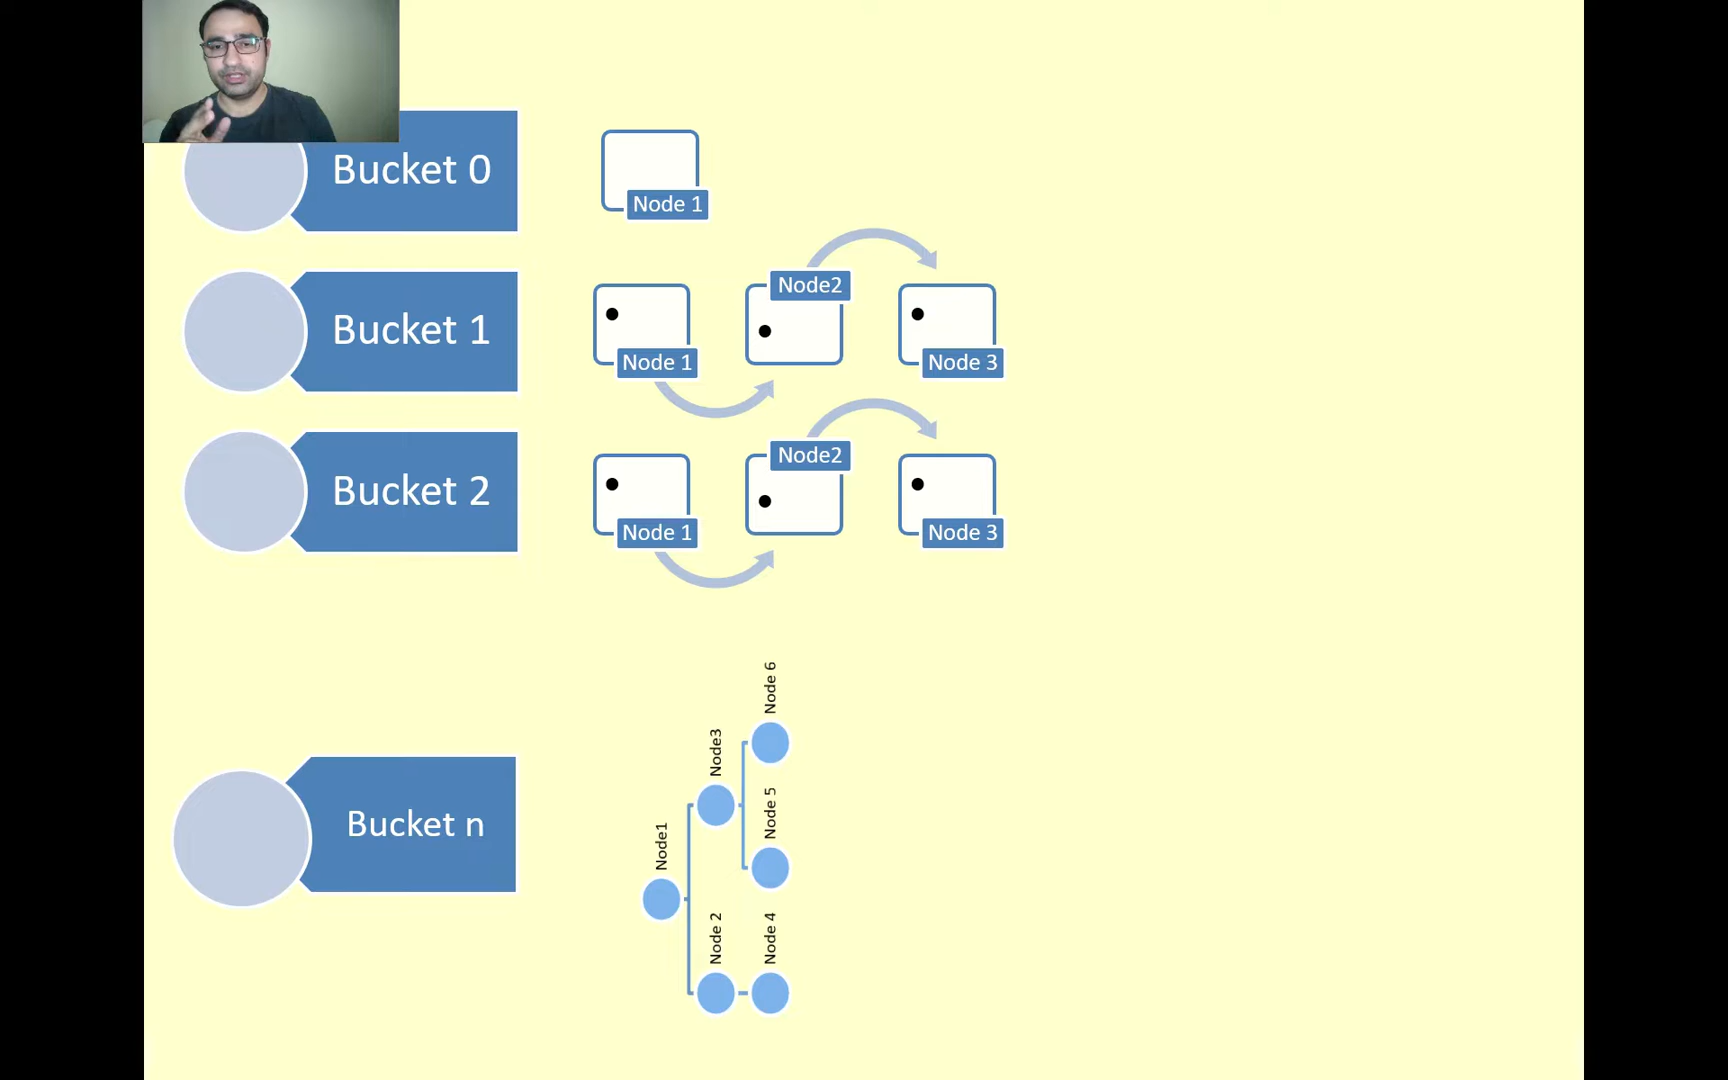 Bucket 0
Node 1
Bucket 1
Node 1
Node2
Node 3
Bucket 2
Node 1
Node2
Node 3
Bucket n
Node1
Node3
Node 6
Node 5
Node 2
Node 4